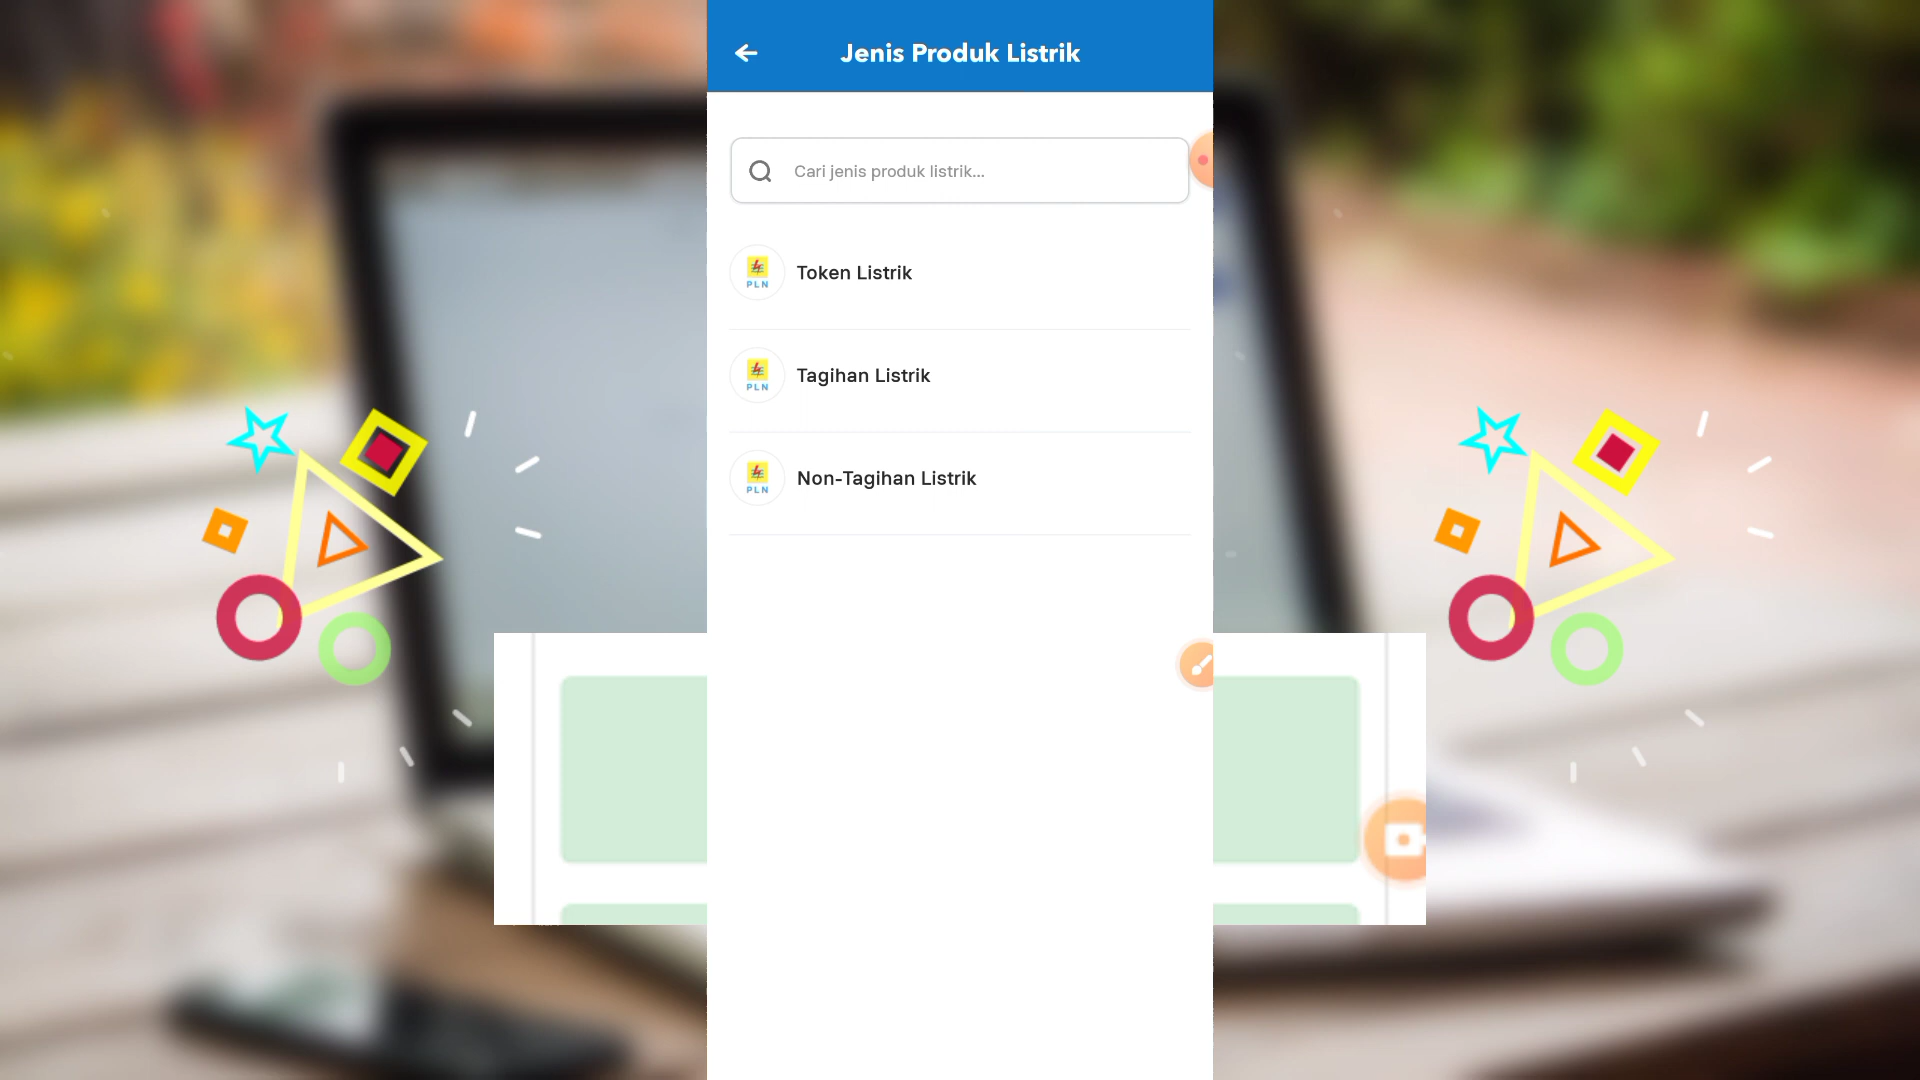 Jenis Produk Listrik
Cari jenis produk listrik...
PLN
Token Listrik
PLN
Tagihan Listrik
PLN
Non-Tagihan Listrik